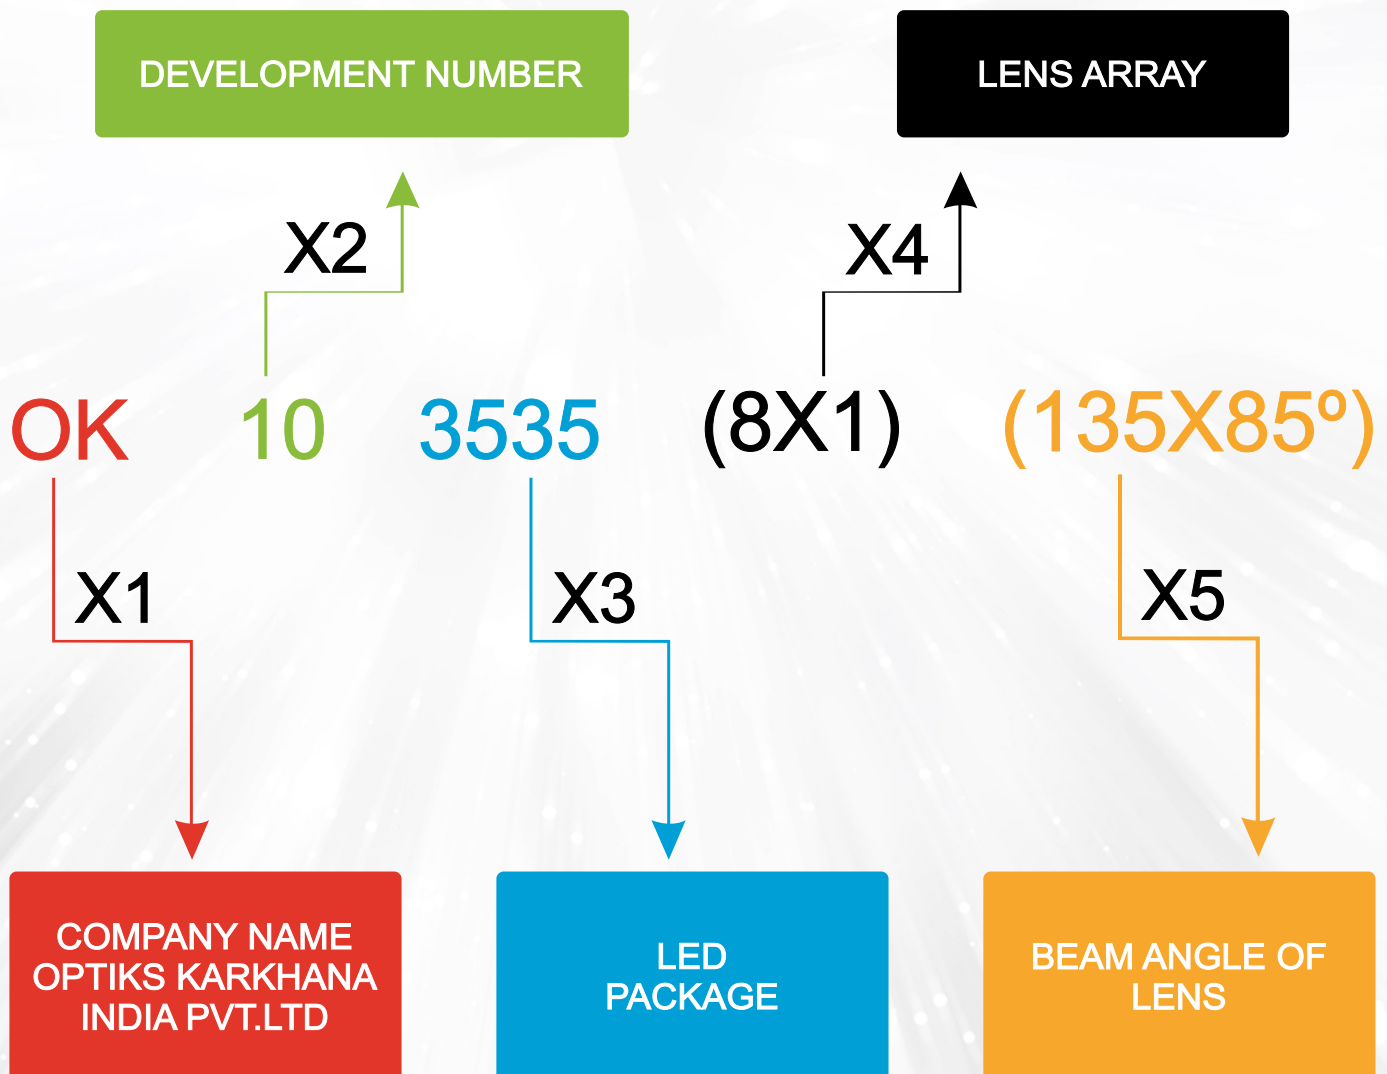 DEVELOPMENT NUMBER
LENS ARRAY
X2
X4
OK 10 3535 (8X1) (135X85º)
X1
X3
X5
COMPANY NAME
OPTIKS KARKHANA
INDIA PVT.LTD
LED
PACKAGE
BEAM ANGLE OF
LENS